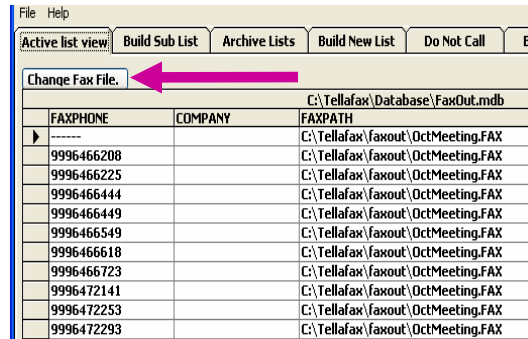 File Help
Active list view Build Sub List Archive Lists Build New List Do Not Call
Change Fax File.
C:\Tellafax\Database\FaxOut.mdb
FAXPHONE COMPANY FAXPATH
------ C:\Tellafax\faxout\OctMeeting.FAX
9996466208 C:\Tellafax\faxout\OctMeeting.FAX
9996466225 C:\Tellafax\faxout\OctMeeting.FAX
9996466444 C:\Tellafax\faxout\OctMeeting.FAX
9996466449 C:\Tellafax\faxout\OctMeeting.FAX
9996466549 C:\Tellafax\faxout\OctMeeting.FAX
9996466618 C:\Tellafax\faxout\OctMeeting.FAX
9996466723 C:\Tellafax\faxout\OctMeeting.FAX
9996472141 C:\Tellafax\faxout\OctMeeting.FAX
9996472253 C:\Tellafax\faxout\OctMeeting.FAX
9996472293 C:\Tellafax\faxout\OctMeeting.FAX